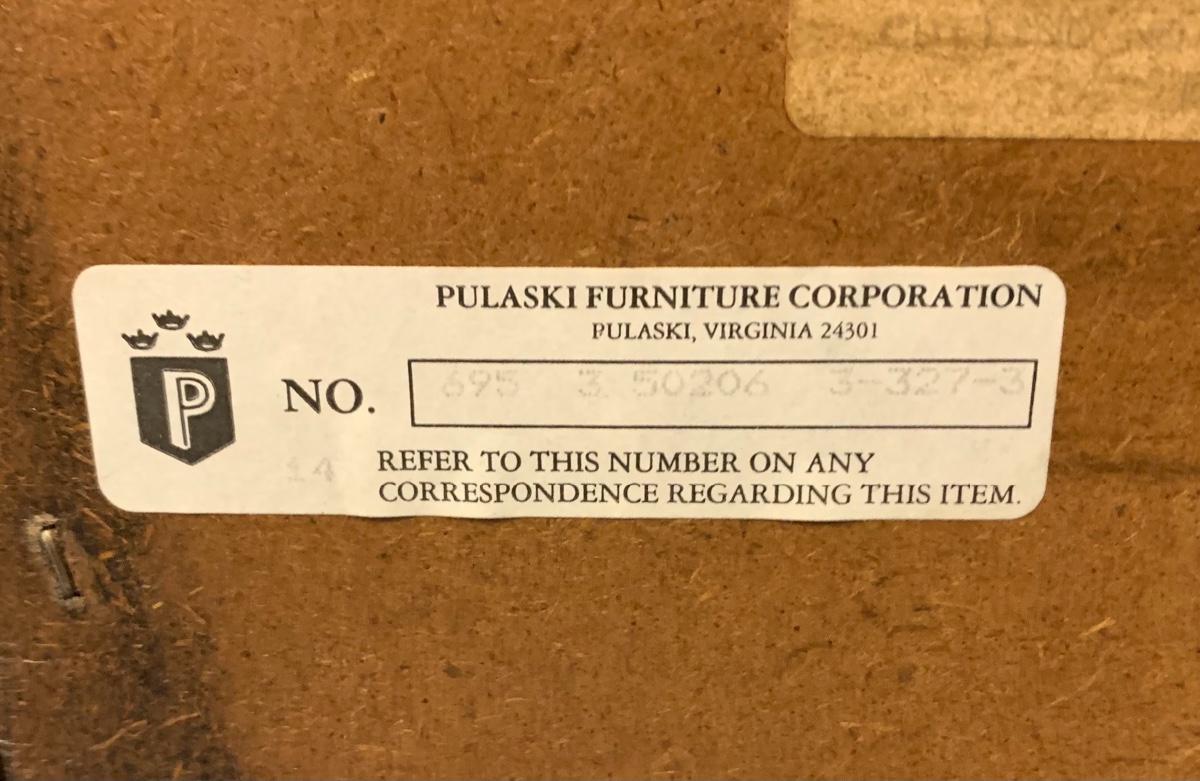 PULASKI FURNITURE CORPORATION
PULASKI, VIRGINIA 24301
P
NO. 695 3 50206 3-327-3
14
REFER TO THIS NUMBER ON ANY
CORRESPONDENCE REGARDING THIS ITEM.